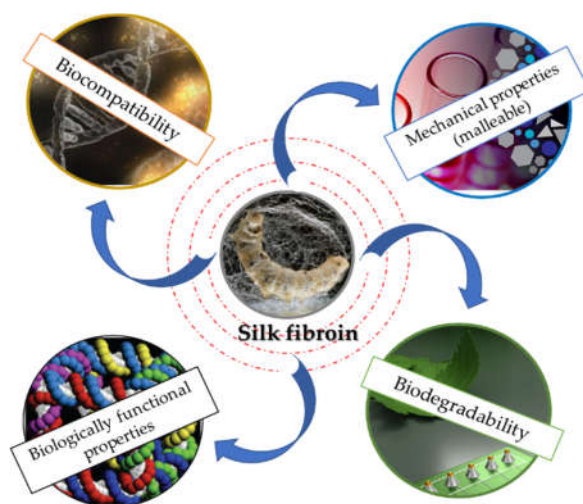 Biocompatibility
Mechanical properties
(malleable)
Silk fibroin
Biologically functional
properties
Biodegradability